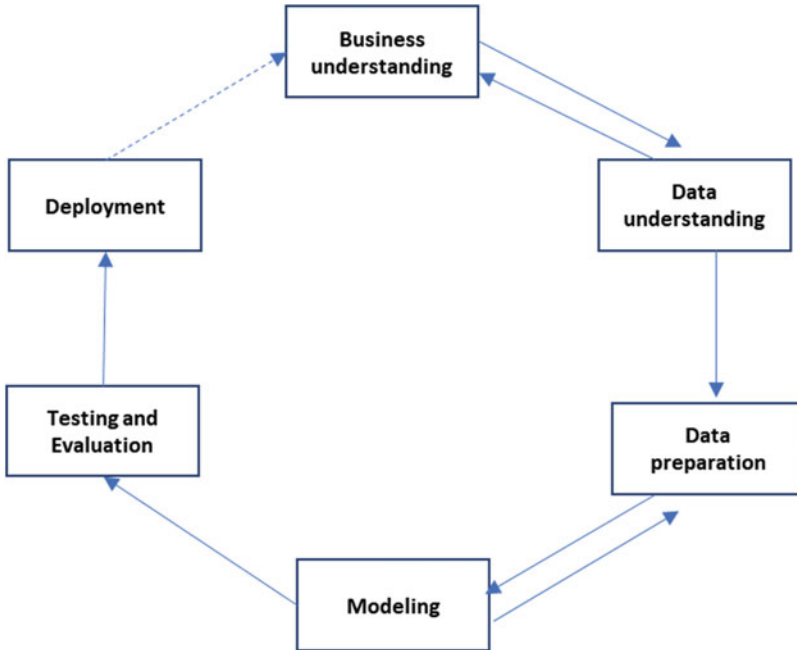 Business
understanding
Data
understanding
Data
preparation
Modeling
Testing and
Evaluation
Deployment